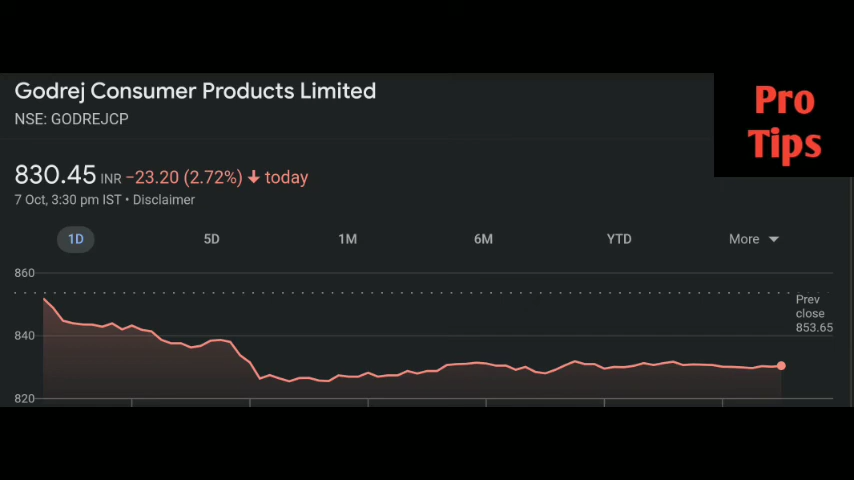 Godrej Consumer Products Limited
NSE: GODREJCP
Pro
Tips
830.45 INR −23.20 (2.72%) ↓ today
7 Oct, 3:30 pm IST • Disclaimer
1D 5D 1M 6M YTD More
860
Prev
close
853.65
840
820